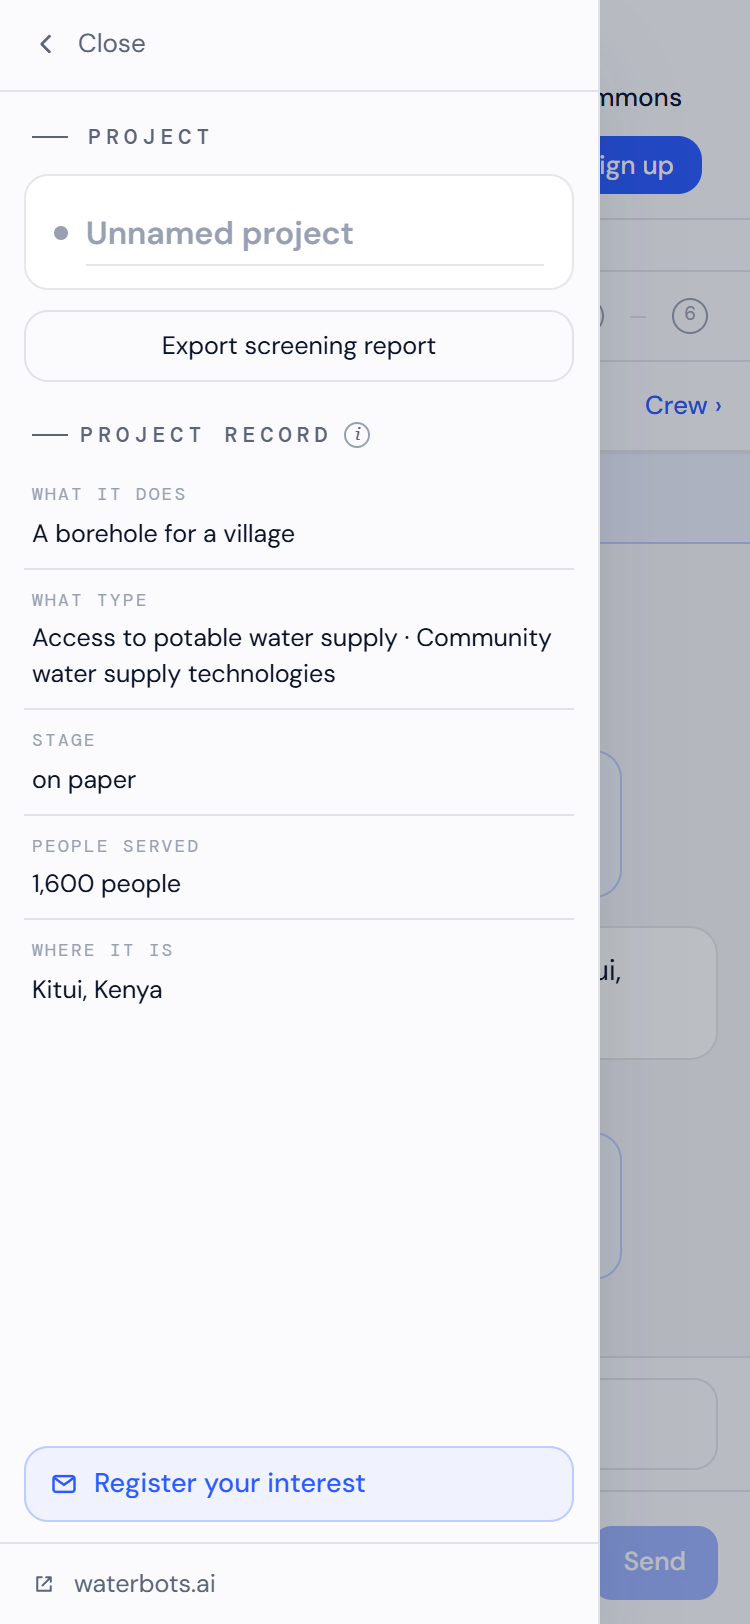 Close
PROJECT
Unnamed project
Export screening report
PROJECT RECORD i
WHAT IT DOES
A borehole for a village
WHAT TYPE
Access to potable water supply · Community
water supply technologies
STAGE
on paper
PEOPLE SERVED
1,600 people
WHERE IT IS
Kitui, Kenya
Register your interest
waterbots.ai
mmons
ign up
6
Crew ›
ui,
Send